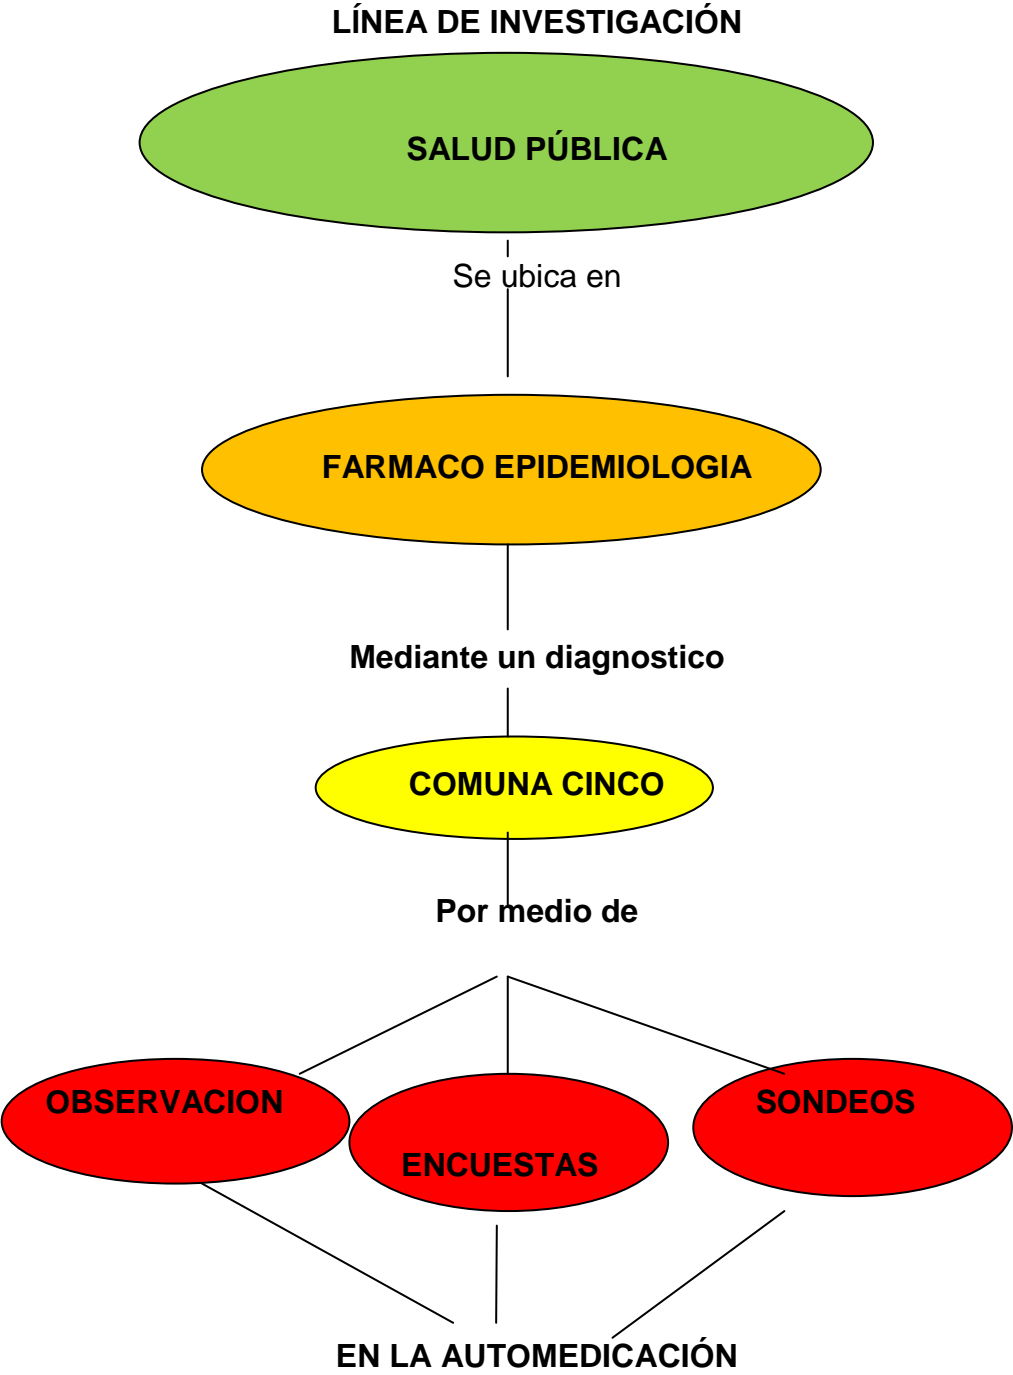 LÍNEA DE INVESTIGACIÓN
SALUD PÚBLICA
Se ubica en
FARMACO EPIDEMIOLOGIA
Mediante un diagnostico
COMUNA CINCO
Por medio de
OBSERVACION
ENCUESTAS
SONDEOS
EN LA AUTOMEDICACIÓN